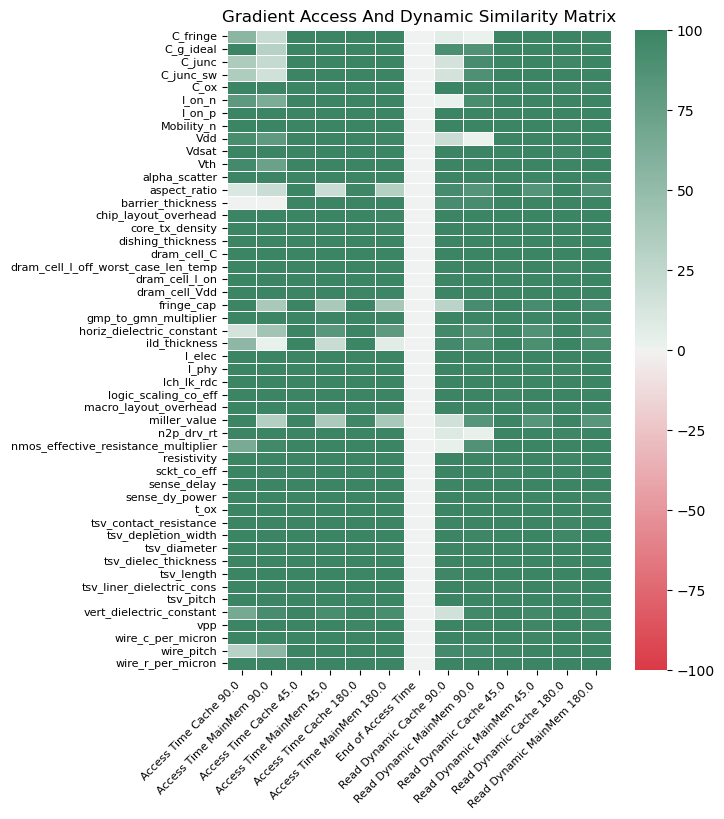 Gradient Access And Dynamic Similarity Matrix
C_fringe
C_g_ideal
C_junc
C_junc_sw
C_ox
I_on_n
I_on_p
Mobility_n
Vdd
Vdsat
Vth
alpha_scatter
aspect_ratio
barrier_thickness
chip_layout_overhead
core_tx_density
dishing_thickness
dram_cell_C
dram_cell_I_off_worst_case_len_temp
dram_cell_I_on
dram_cell_Vdd
fringe_cap
gmp_to_gmn_multiplier
horiz_dielectric_constant
ild_thickness
l_elec
l_phy
lch_lk_rdc
logic_scaling_co_eff
macro_layout_overhead
miller_value
n2p_drv_rt
nmos_effective_resistance_multiplier
resistivity
sckt_co_eff
sense_delay
sense_dy_power
t_ox
tsv_contact_resistance
tsv_depletion_width
tsv_diameter
tsv_dielec_thickness
tsv_length
tsv_liner_dielectric_cons
tsv_pitch
vert_dielectric_constant
vpp
wire_c_per_micron
wire_pitch
wire_r_per_micron
Access Time Cache 90.0
Access Time MainMem 90.0
Access Time Cache 45.0
Access Time MainMem 45.0
Access Time Cache 180.0
Access Time MainMem 180.0
End of Access Time
Read Dynamic Cache 90.0
Read Dynamic MainMem 90.0
Read Dynamic Cache 45.0
Read Dynamic MainMem 45.0
Read Dynamic Cache 180.0
Read Dynamic MainMem 180.0
100
75
50
25
0
−25
−50
−75
−100